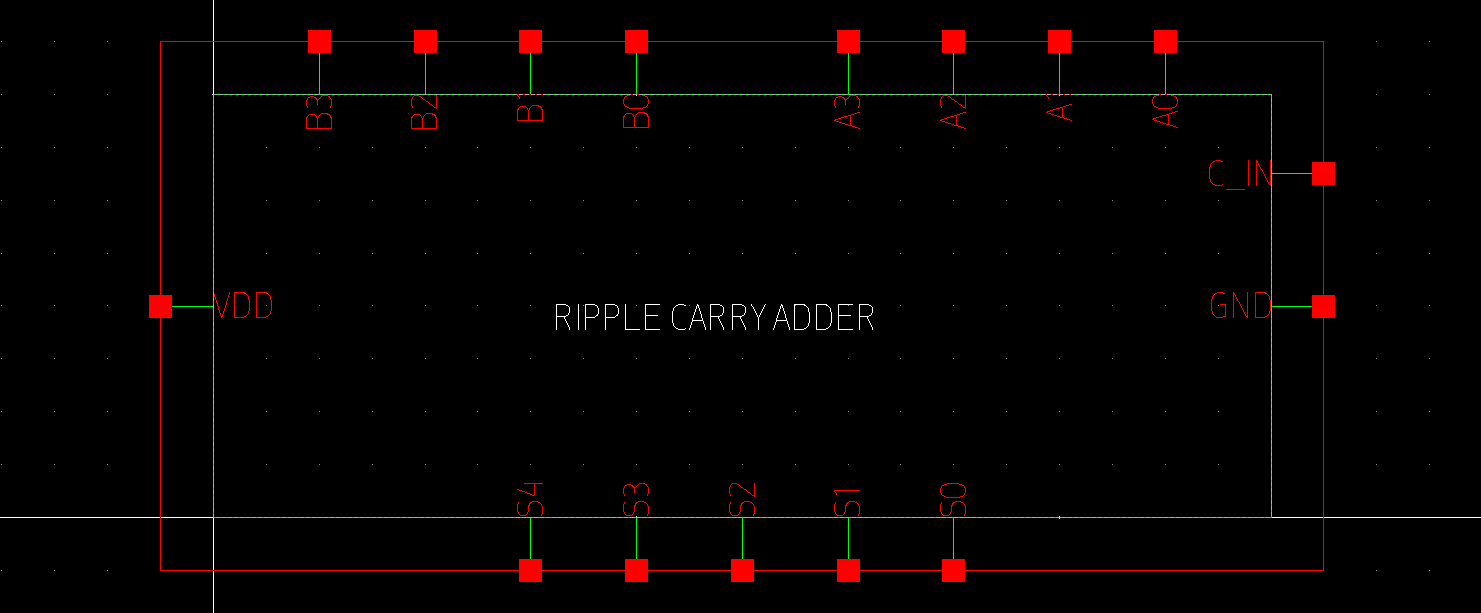 B3 B2 B1 B0 A3 A2 A1 A0
C_IN
VDD
RIPPLE CARRY ADDER
GND
S4 S3 S2 S1 S0